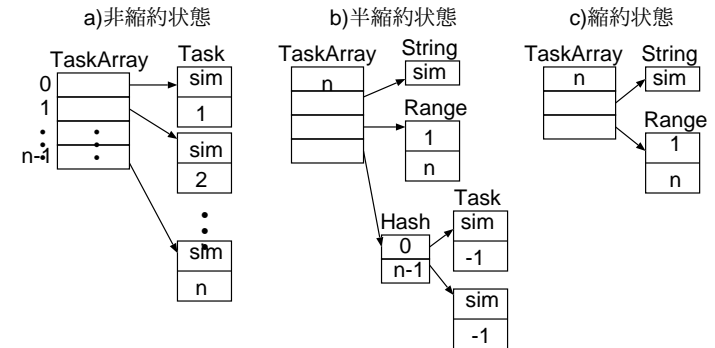 a)非縮約状態
TaskArray
Task
0
1
n-1
sim
1
sim
2
sim
n
b)半縮約状態
TaskArray
String
n
sim
Range
1
n
Hash
0
n-1
Task
sim
-1
sim
-1
c)縮約状態
TaskArray
String
n
sim
Range
1
n